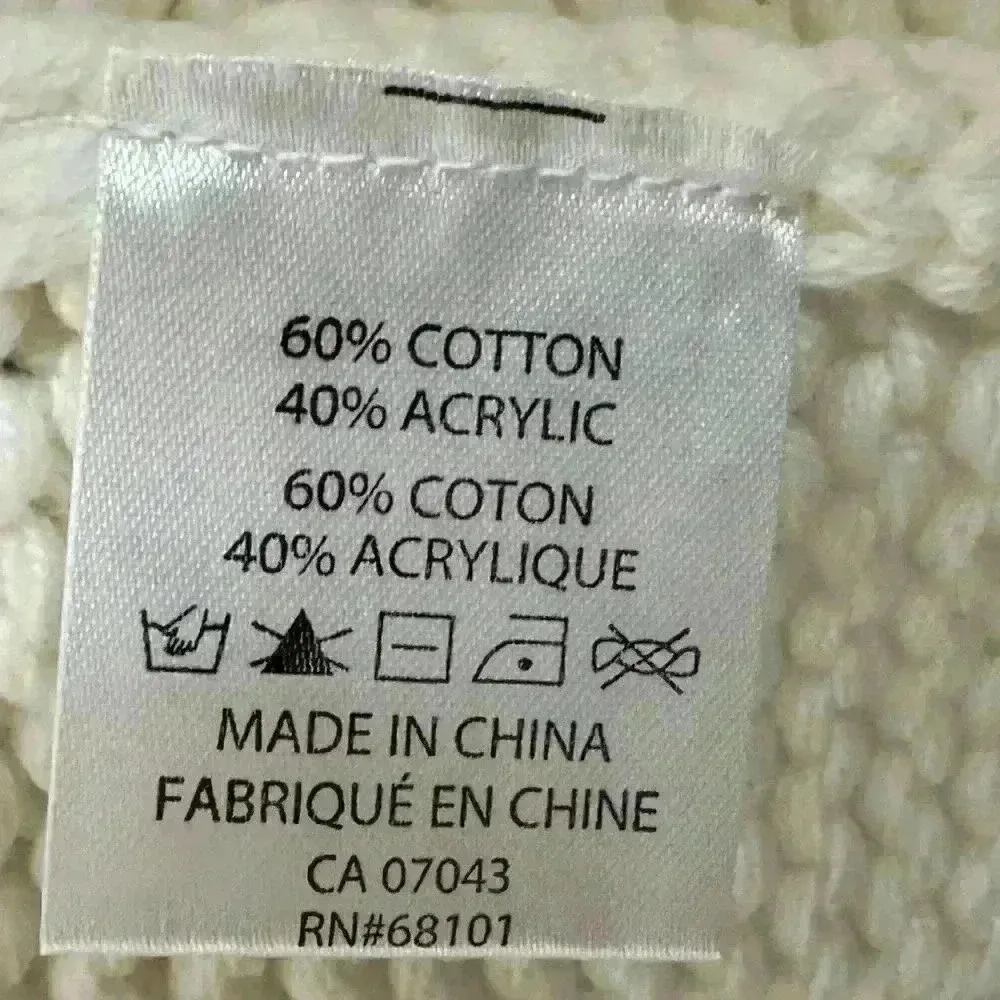 60% COTTON
40% ACRYLIC
60% COTON
40% ACRYLIQUE
MADE IN CHINA
FABRIQUÉ EN CHINE
CA 07043
RN#68101